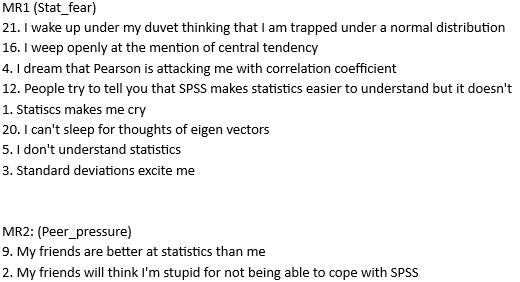 MR1 (Stat_fear)
21. I wake up under my duvet thinking that I am trapped under a normal distribution
16. I weep openly at the mention of central tendency
4. I dream that Pearson is attacking me with correlation coefficient
12. People try to tell you that SPSS makes statistics easier to understand but it doesn't
1. Statiscs makes me cry
20. I can't sleep for thoughts of eigen vectors
5. I don't understand statistics
3. Standard deviations excite me
MR2: (Peer_pressure)
9. My friends are better at statistics than me
2. My friends will think I'm stupid for not being able to cope with SPSS